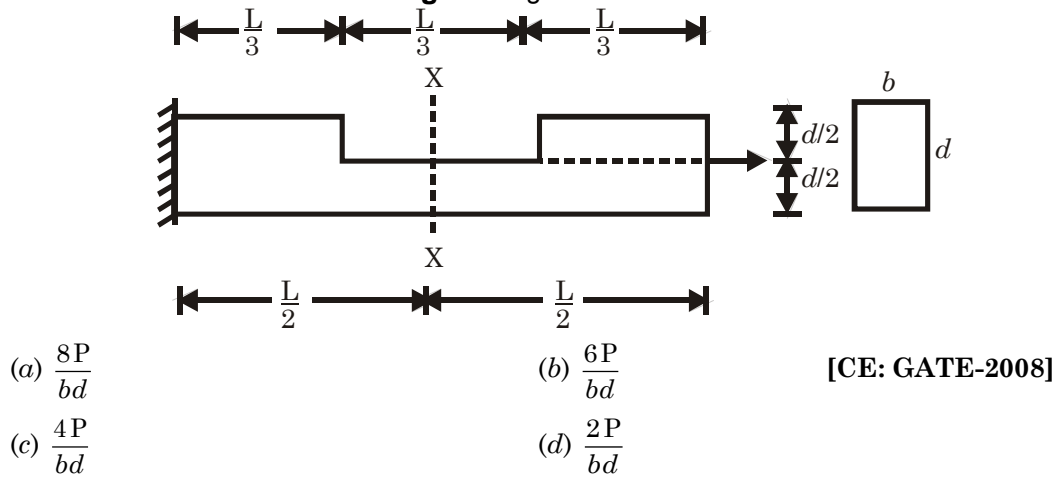 L/3 L/3 L/3
X
b
d/2
d
d/2
X
L/2 L/2
(a) 8P/bd (b) 6P/bd [CE: GATE-2008]
(c) 4P/bd (d) 2P/bd